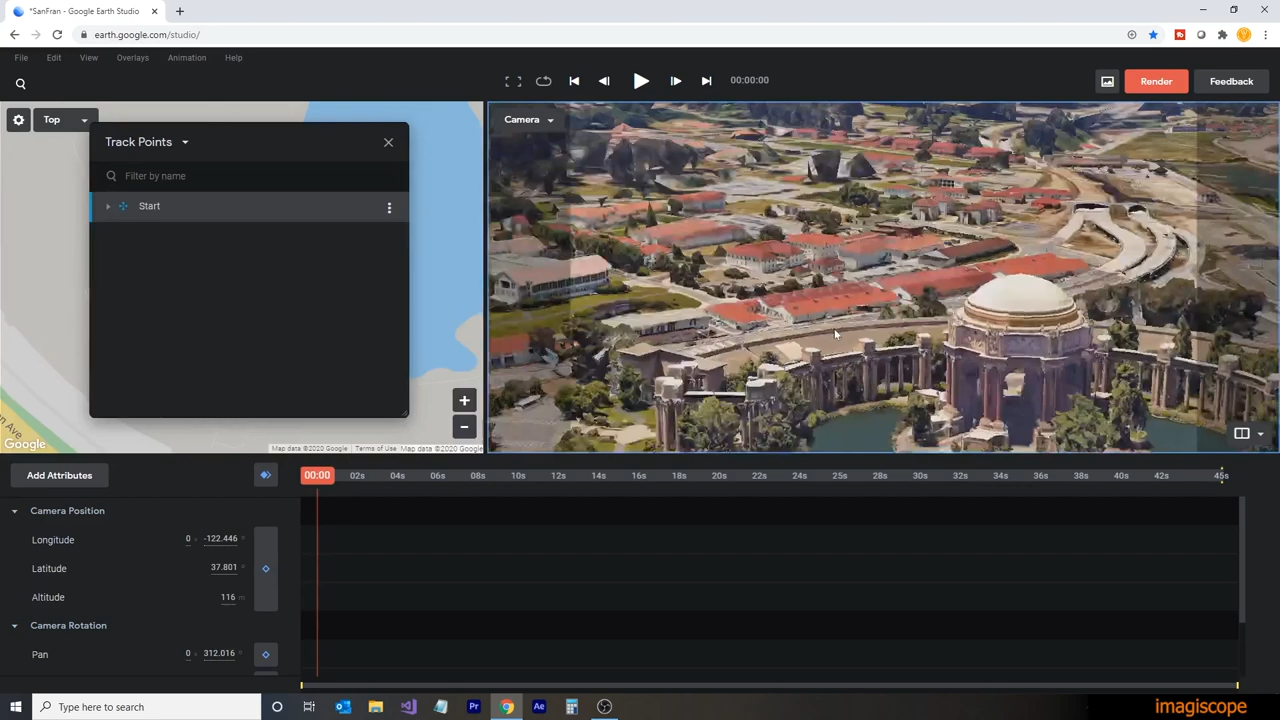 *SanFran - Google Earth Studio
earth.google.com/studio/
File Edit View Overlays Animation Help
00:00:00
Render
Feedback
Top
Camera
Track Points
Filter by name
Start
+
−
Google
Map data ©2020 Google Terms of Use Map data ©2020 Google
Add Attributes
00:00 02s 04s 06s 08s 10s 12s 14s 16s 18s 20s 22s 24s 26s 28s 30s 32s 34s 36s 38s 40s 42s 45s
Camera Position
Longitude 0 x -122.446 °
Latitude 37.801 °
Altitude 116 m
Camera Rotation
Pan 0 x 312.016 °
Type here to search
Pr
Ae
imagiscope